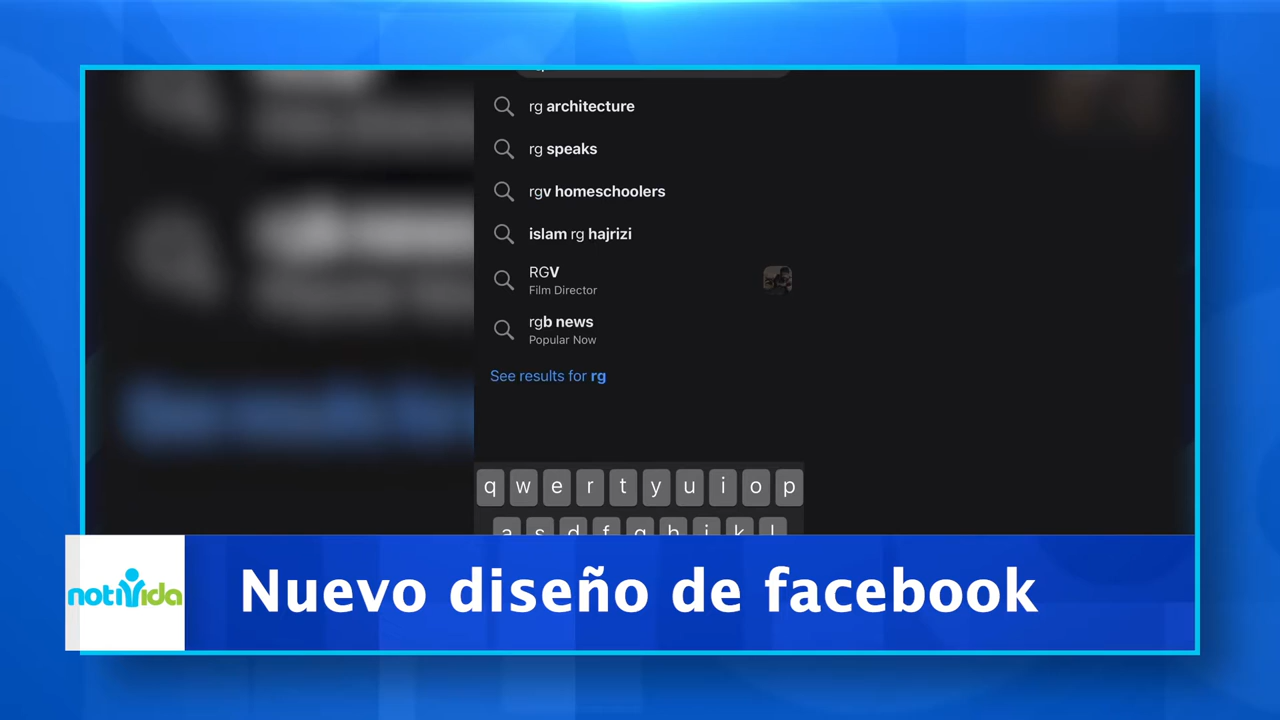 rg architecture
rg speaks
rgv homeschoolers
islam rg hajrizi
RGV
Film Director
rgb news
Popular Now
See results for rg
q w e r t y u i o p
a s d f g h j k l
notiVida
Nuevo diseño de facebook